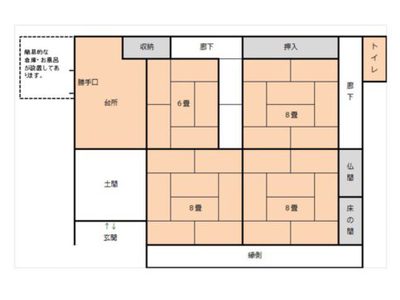 収納
廊下
押入
トイレ
簡易的な
倉庫・お風呂
が設置してあ
ります。
勝手口
台所
6畳
8畳
廊下
土間
8畳
8畳
仏間
床の間
↑↓
玄関
縁側